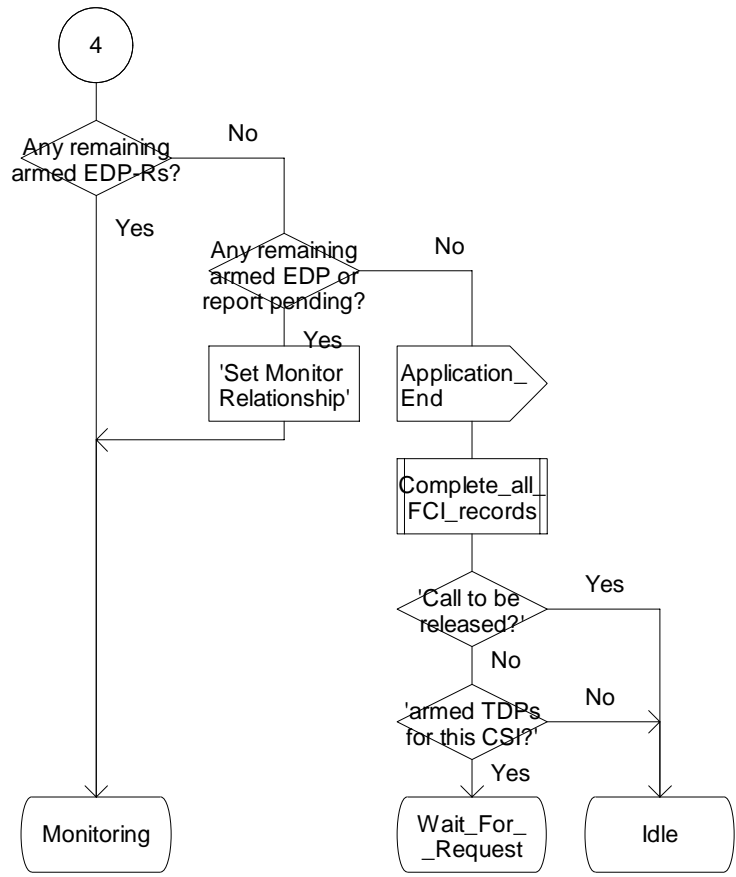 4
Any remaining
armed EDP-Rs?
No
Yes
Any remaining
armed EDP or
report pending?
No
Yes
'Set Monitor
Relationship'
Application_
End
Complete_all_
FCI_records
'Call to be
released?'
Yes
No
'armed TDPs
for this CSI?'
No
Yes
Monitoring
Wait_For_
_Request
Idle